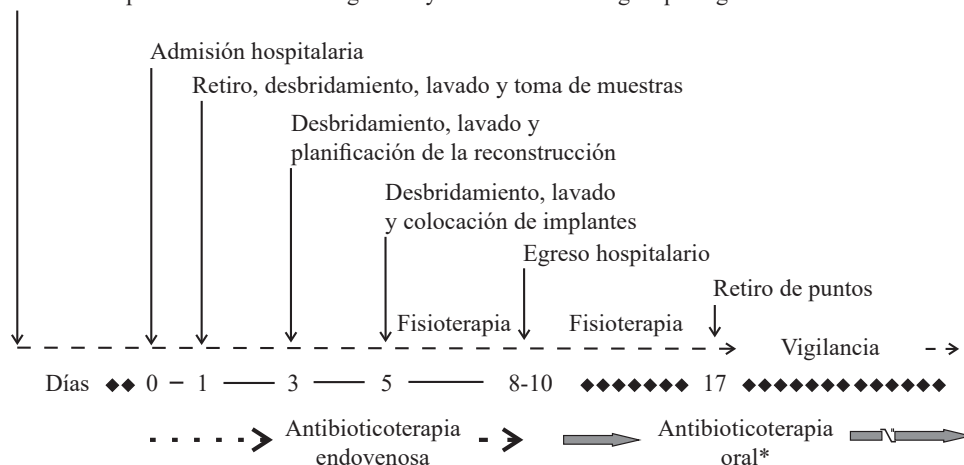 Admisión hospitalaria
Retiro, desbridamiento, lavado y toma de muestras
Desbridamiento, lavado y
planificación de la reconstrucción
Desbridamiento, lavado
y colocación de implantes
Egreso hospitalario
Retiro de puntos
Fisioterapia
Fisioterapia
Vigilancia
Días 0 1 3 5 8-10 17
Antibioticoterapia
endovenosa
Antibioticoterapia
oral*